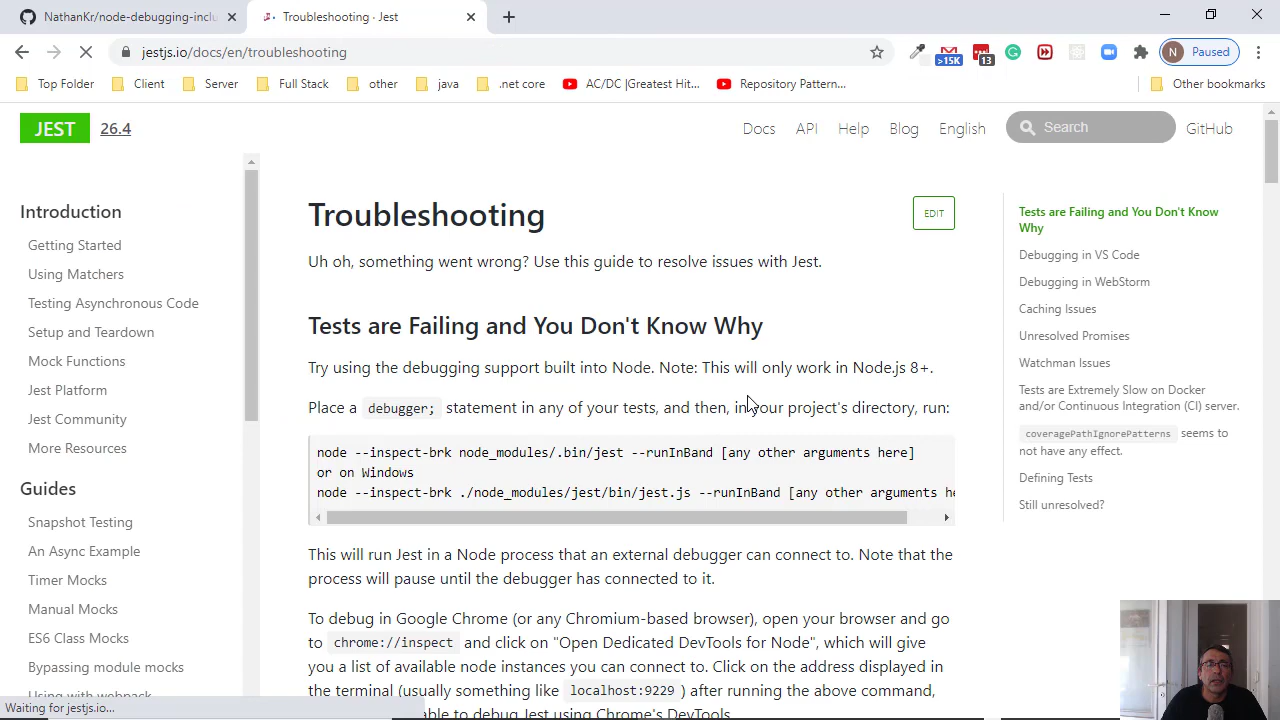 NathanKr/node-debugging-incl
Troubleshooting · Jest
jestjs.io/docs/en/troubleshooting
>15K
13
N Paused
Top Folder
Client
Server
Full Stack
other
java
.net core
AC/DC |Greatest Hit...
Repository Pattern...
Other bookmarks
JEST 26.4
Docs
API
Help
Blog
English
Search
GitHub
Introduction
Getting Started
Using Matchers
Testing Asynchronous Code
Setup and Teardown
Mock Functions
Jest Platform
Jest Community
More Resources
Guides
Snapshot Testing
An Async Example
Timer Mocks
Manual Mocks
ES6 Class Mocks
Bypassing module mocks
Using with webpack
Troubleshooting
EDIT
Uh oh, something went wrong? Use this guide to resolve issues with Jest.
Tests are Failing and You Don't Know Why
Try using the debugging support built into Node. Note: This will only work in Node.js 8+.
Place a debugger; statement in any of your tests, and then, in your project's directory, run:
node --inspect-brk node_modules/.bin/jest --runInBand [any other arguments here]
or on Windows
node --inspect-brk ./node_modules/jest/bin/jest.js --runInBand [any other arguments he
This will run Jest in a Node process that an external debugger can connect to. Note that the
process will pause until the debugger has connected to it.
To debug in Google Chrome (or any Chromium-based browser), open your browser and go
to chrome://inspect and click on "Open Dedicated DevTools for Node", which will give
you a list of available node instances you can connect to. Click on the address displayed in
the terminal (usually something like localhost:9229 ) after running the above command,
able to debug Jest using Chrome's DevTools.
Tests are Failing and You Don't Know
Why
Debugging in VS Code
Debugging in WebStorm
Caching Issues
Unresolved Promises
Watchman Issues
Tests are Extremely Slow on Docker
and/or Continuous Integration (CI) server.
coveragePathIgnorePatterns seems to
not have any effect.
Defining Tests
Still unresolved?
Waiting for jestjs.io...